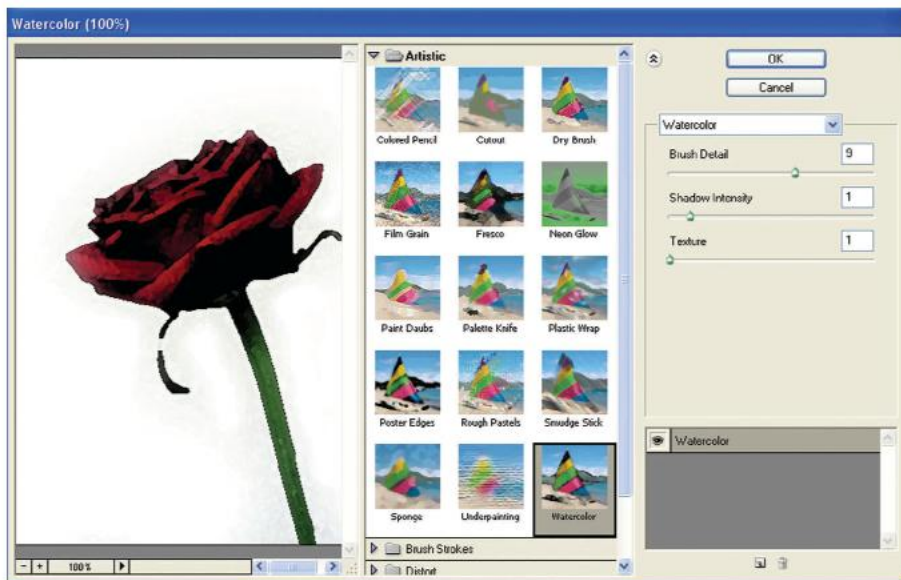 Watercolor (100%)
Artistic
Colored Pencil
Cutout
Dry Brush
Film Grain
Fresco
Neon Glow
Paint Daubs
Palette Knife
Plastic Wrap
Poster Edges
Rough Pastels
Smudge Stick
Sponge
Underpainting
Watercolor
Brush Strokes
Distort
- + 100%
OK
Cancel
Watercolor
Brush Detail 9
Shadow Intensity 1
Texture 1
Watercolor